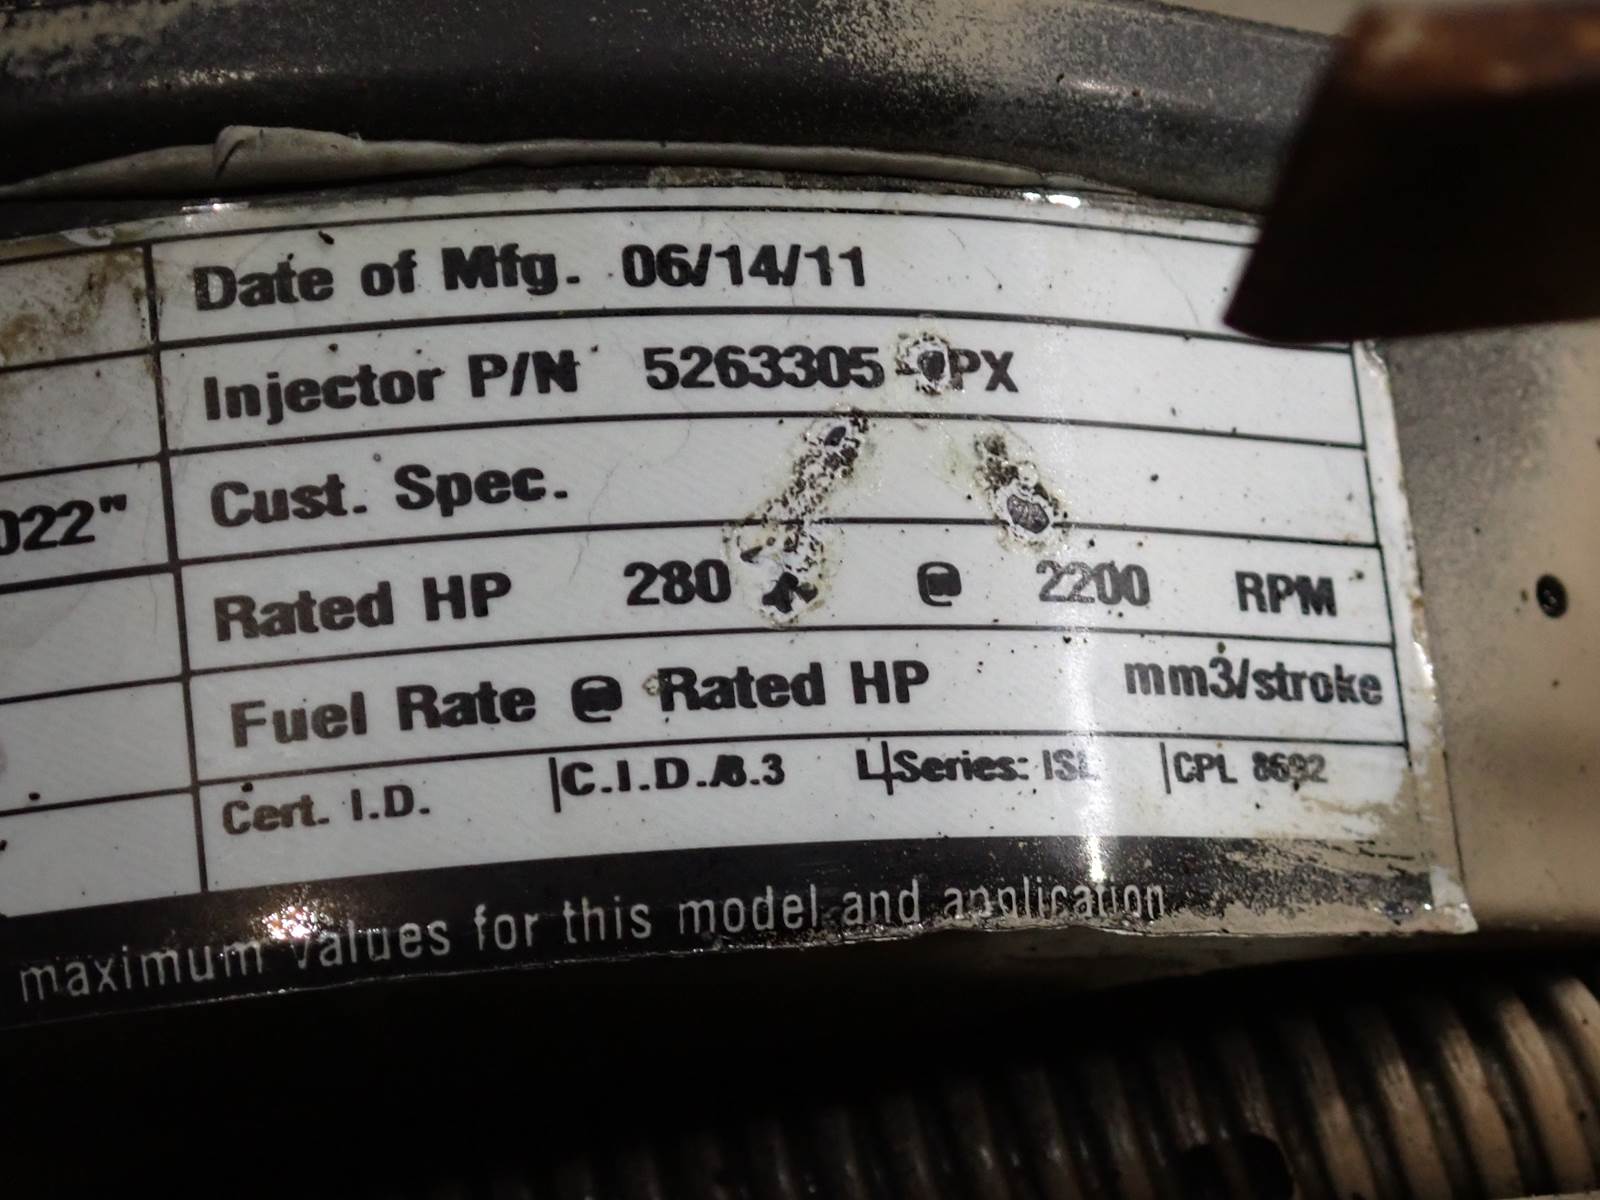 Date of Mfg. 06/14/11
Injector P/N 5263305 PX
Cust. Spec.
022"
Rated HP 280 @ 2200 RPM
Fuel Rate @ Rated HP mm3/stroke
Cert. I.D. |C.I.D./8.3 L|Series: ISL |CPL 8692
maximum values for this model and application